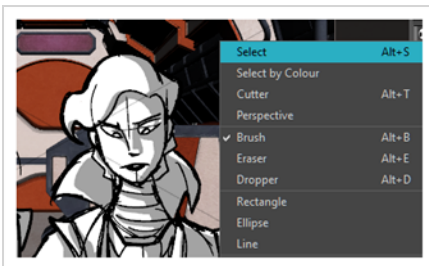 Select Alt+S
Select by Colour
Cutter Alt+T
Perspective
✓ Brush Alt+B
Eraser Alt+E
Dropper Alt+D
Rectangle
Ellipse
Line